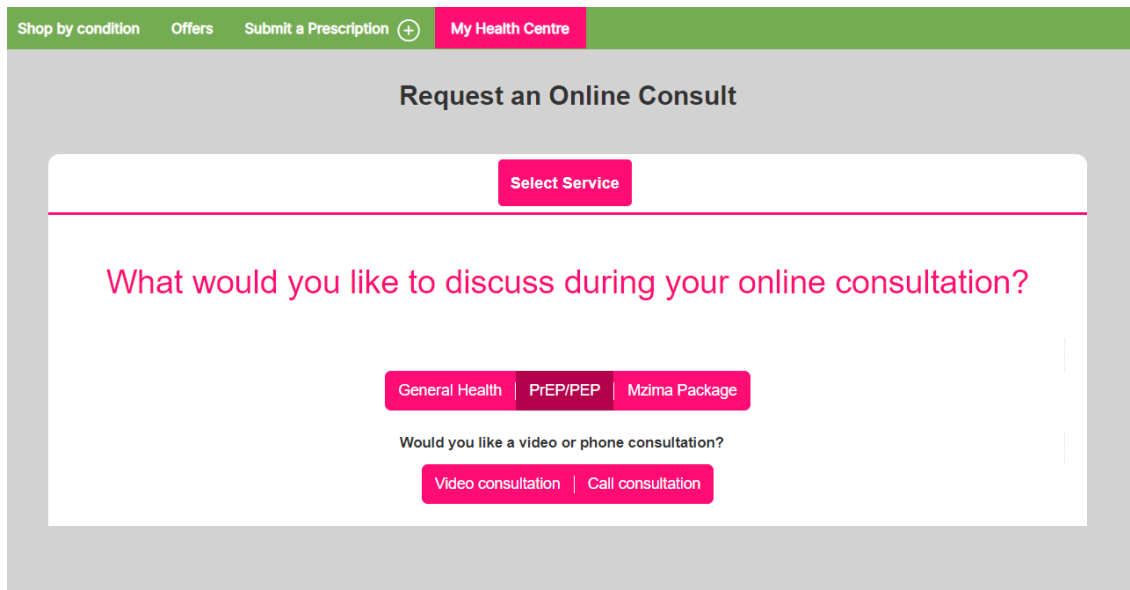 Shop by condition Offers Submit a Prescription My Health Centre
Request an Online Consult
Select Service
What would you like to discuss during your online consultation?
General Health PrEP/PEP Mzima Package
Would you like a video or phone consultation?
Video consultation Call consultation